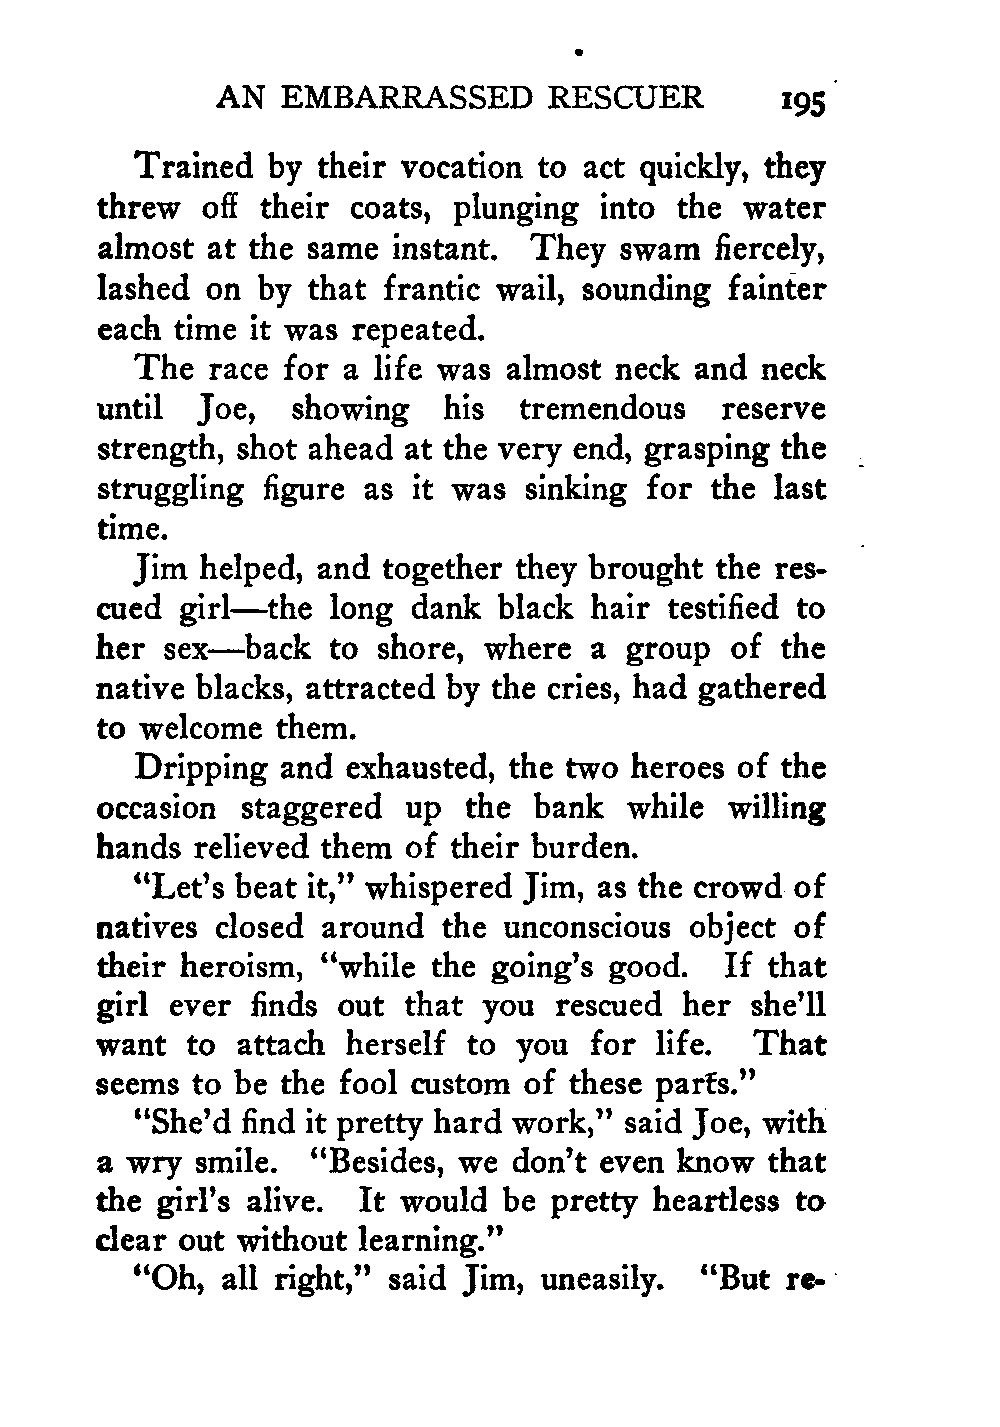 AN EMBARRASSED RESCUER 195
Trained by their vocation to act quickly, they
threw off their coats, plunging into the water
almost at the same instant. They swam fiercely,
lashed on by that frantic wail, sounding fainter
each time it was repeated.
The race for a life was almost neck and neck
until Joe, showing his tremendous reserve
strength, shot ahead at the very end, grasping the
struggling figure as it was sinking for the last
time.
Jim helped, and together they brought the res-
cued girl—the long dank black hair testified to
her sex—back to shore, where a group of the
native blacks, attracted by the cries, had gathered
to welcome them.
Dripping and exhausted, the two heroes of the
occasion staggered up the bank while willing
hands relieved them of their burden.
“Let’s beat it,” whispered Jim, as the crowd of
natives closed around the unconscious object of
their heroism, “while the going’s good. If that
girl ever finds out that you rescued her she’ll
want to attach herself to you for life. That
seems to be the fool custom of these parts.”
“She’d find it pretty hard work,” said Joe, with
a wry smile. “Besides, we don’t even know that
the girl’s alive. It would be pretty heartless to
clear out without learning.”
“Oh, all right,” said Jim, uneasily. “But re-